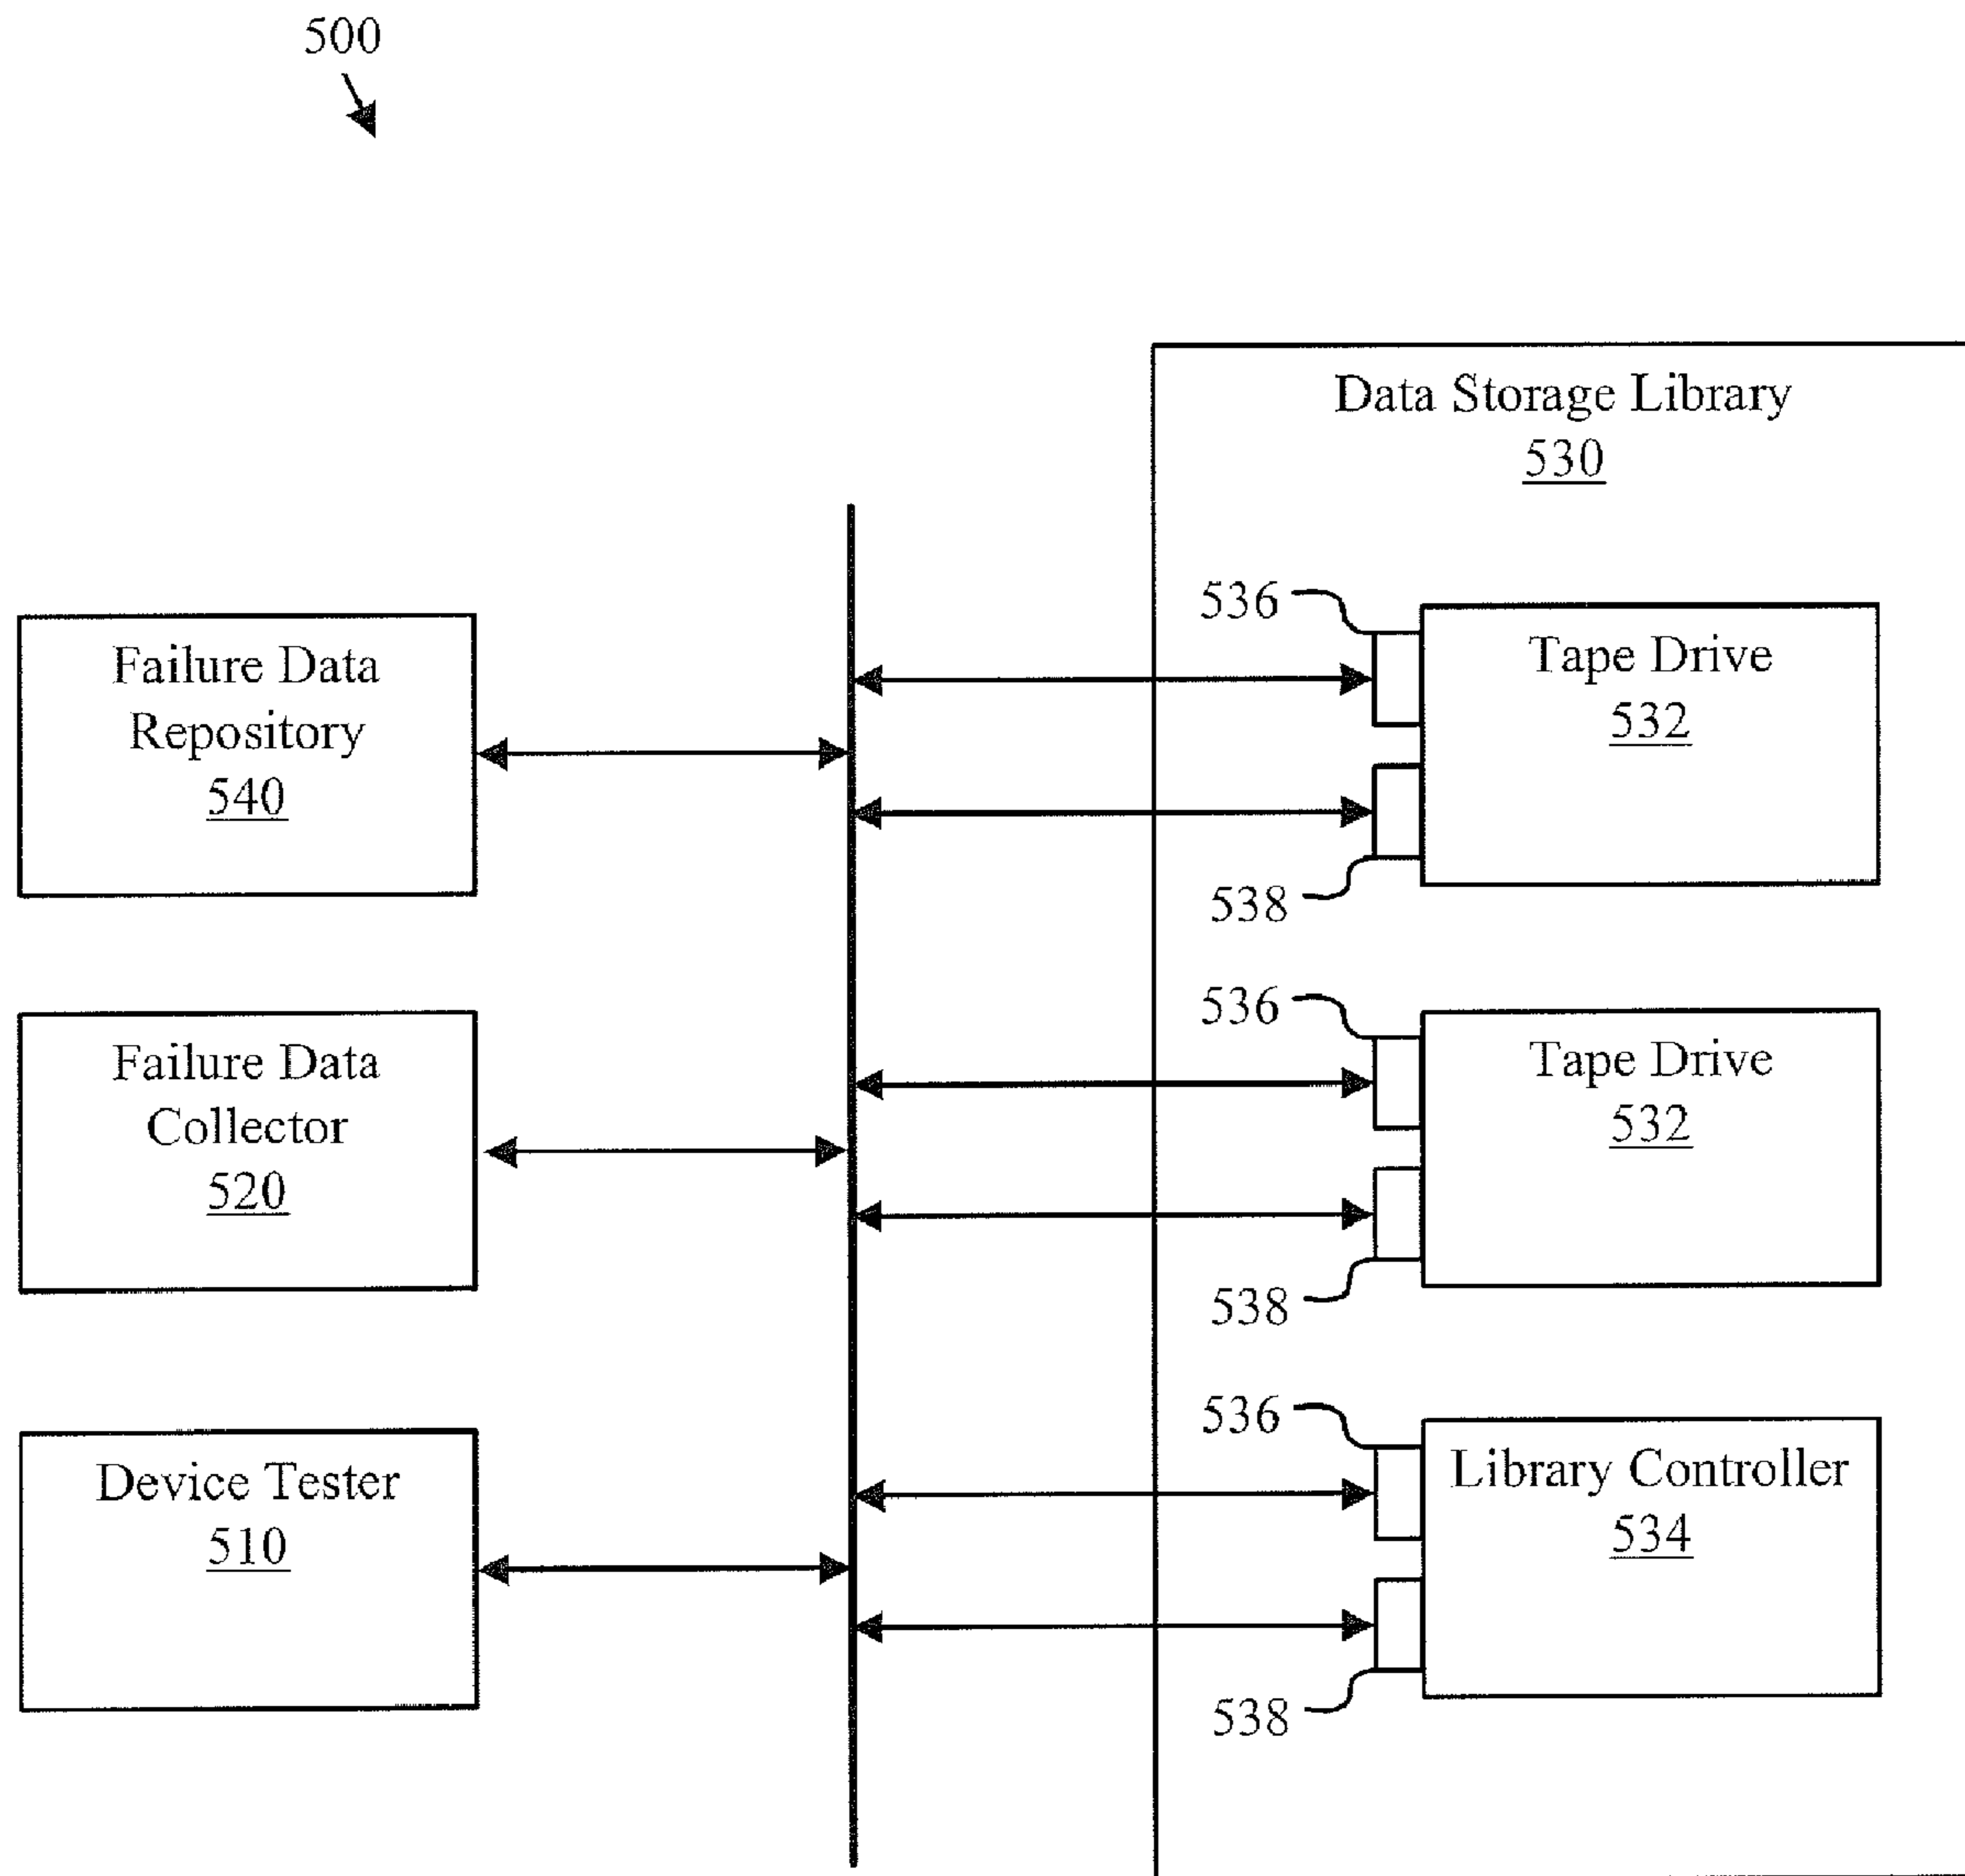 500
Data Storage Library
530
Failure Data
Repository
540
536
Tape Drive
532
538
Failure Data
Collector
520
536
Tape Drive
532
538
Device Tester
510
536
Library Controller
534
538